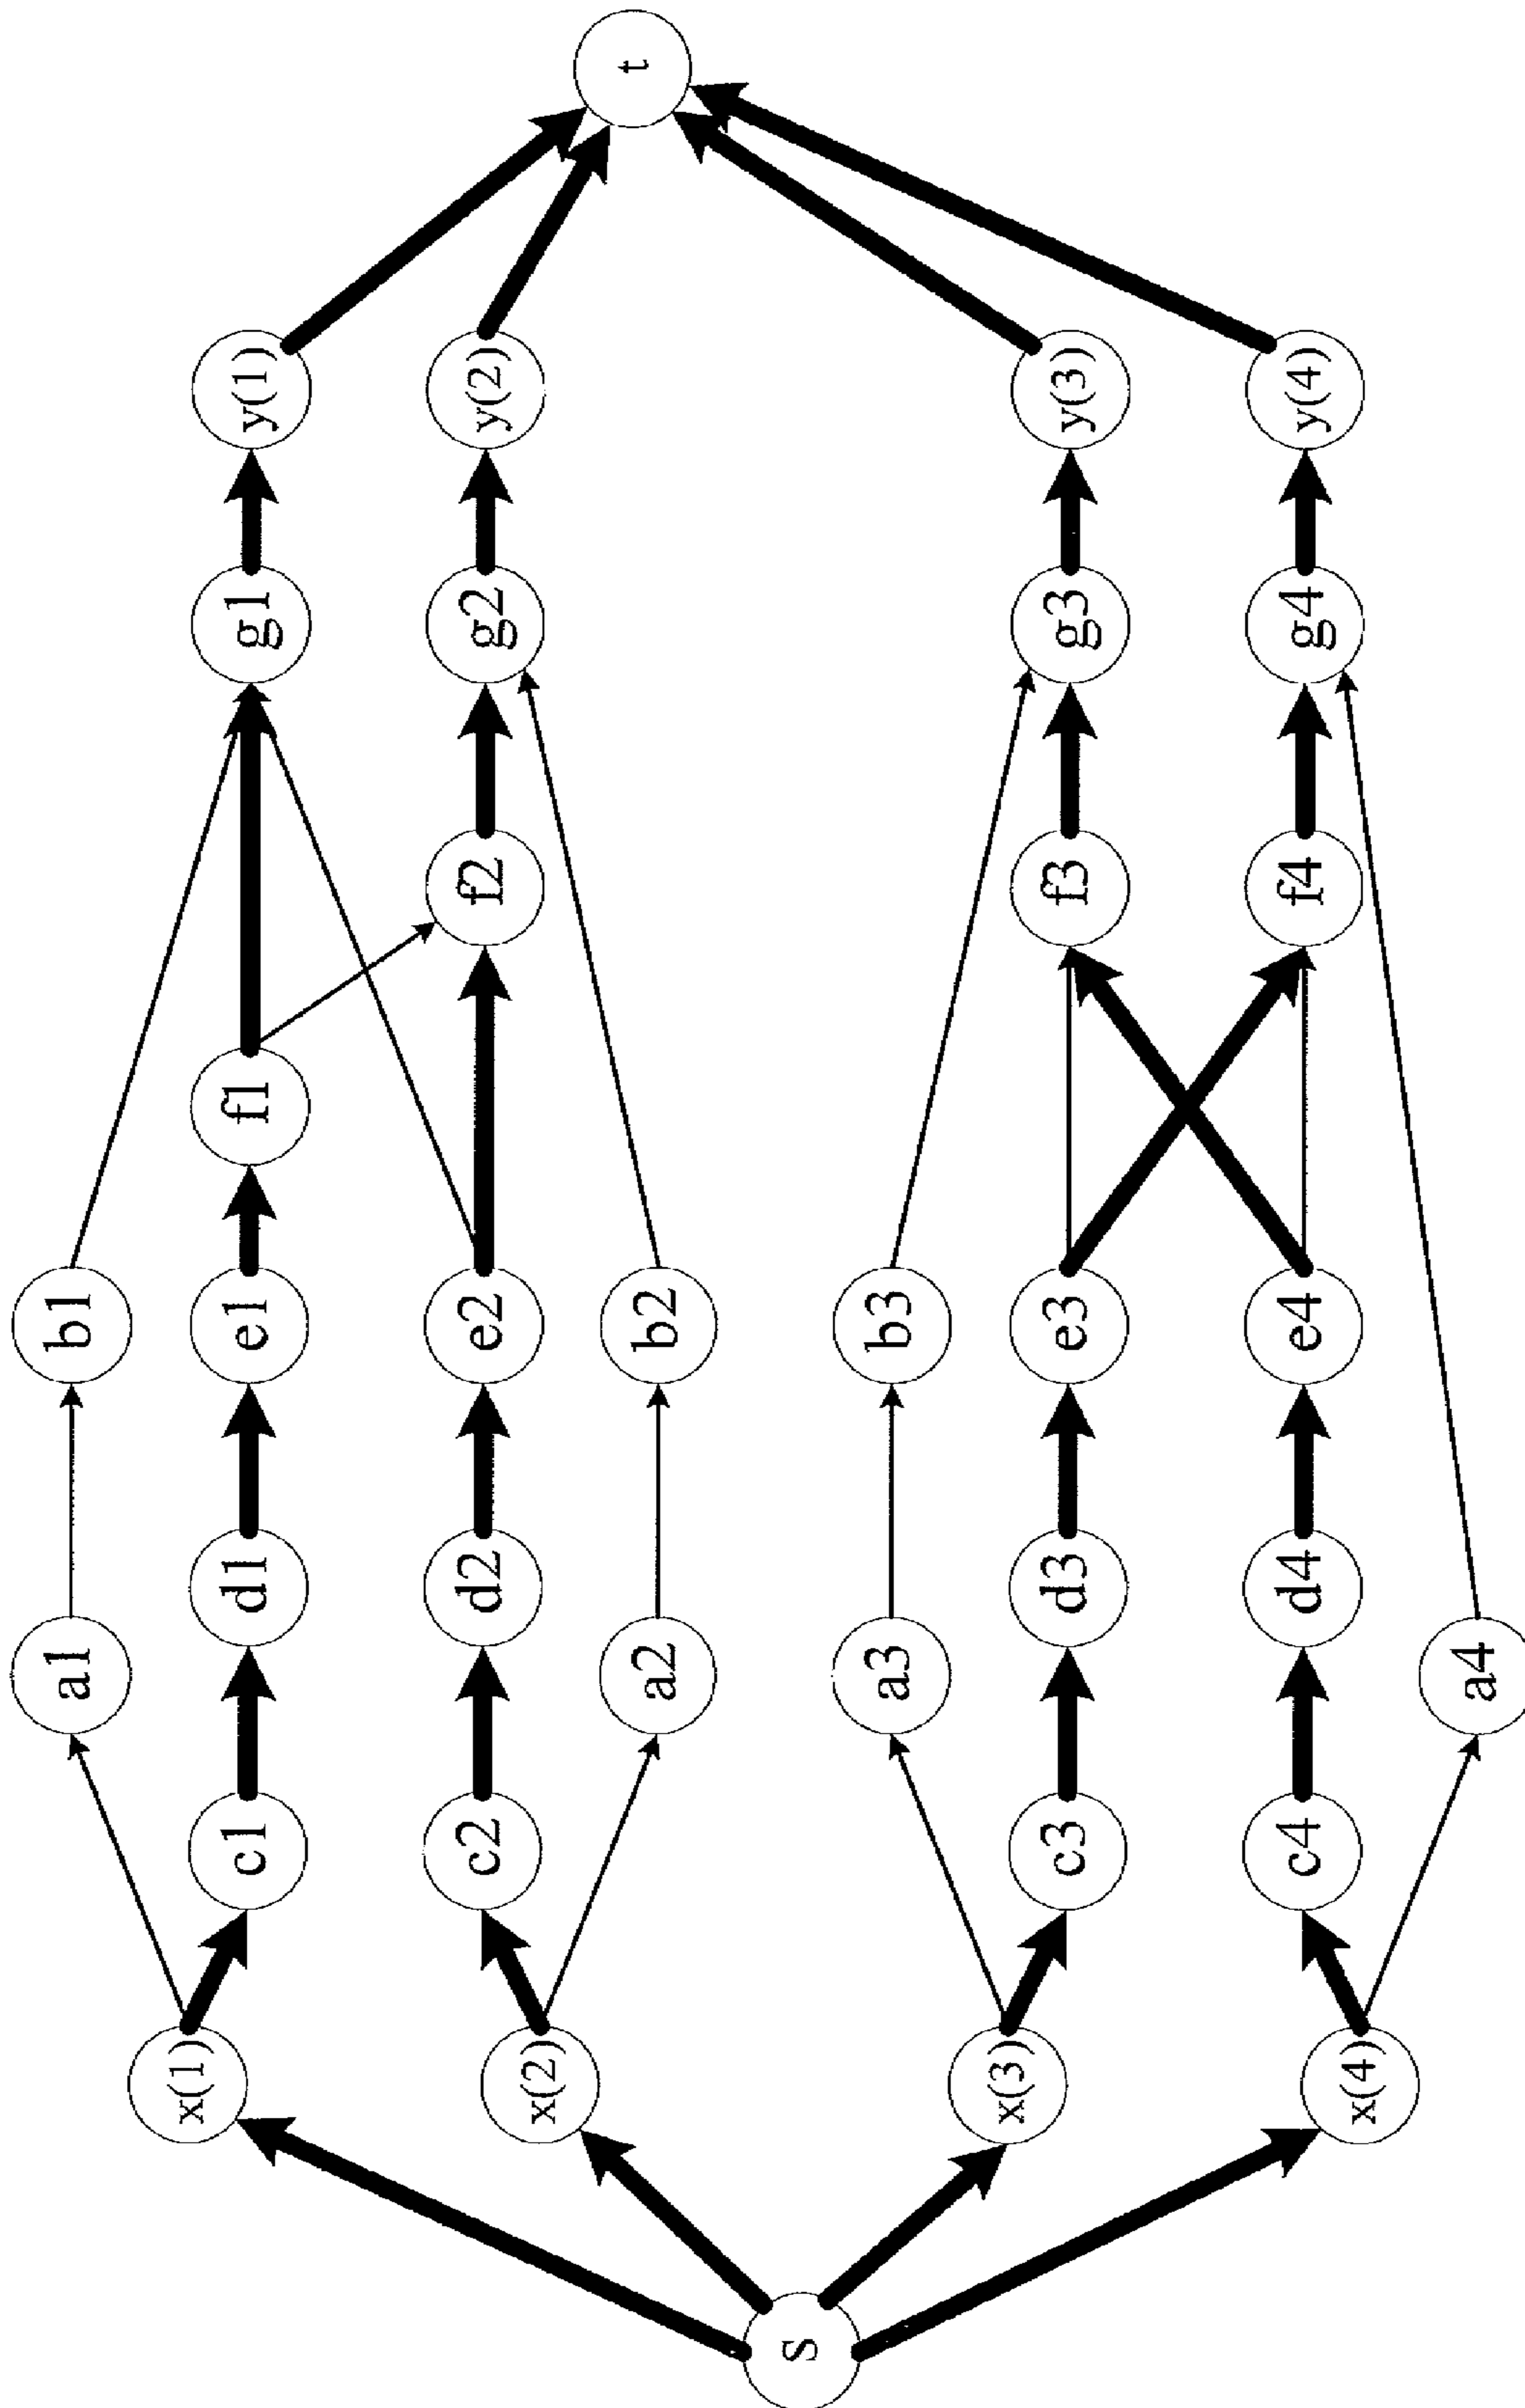 t
y(1)
y(2)
y(3)
y(4)
g1
g2
g3
g4
f1
f2
f3
f4
b1
e1
e2
b2
b3
e3
e4
d1
d2
d3
d4
a1
a2
a3
a4
c1
c2
c3
c4
x(1)
x(2)
x(3)
x(4)
s